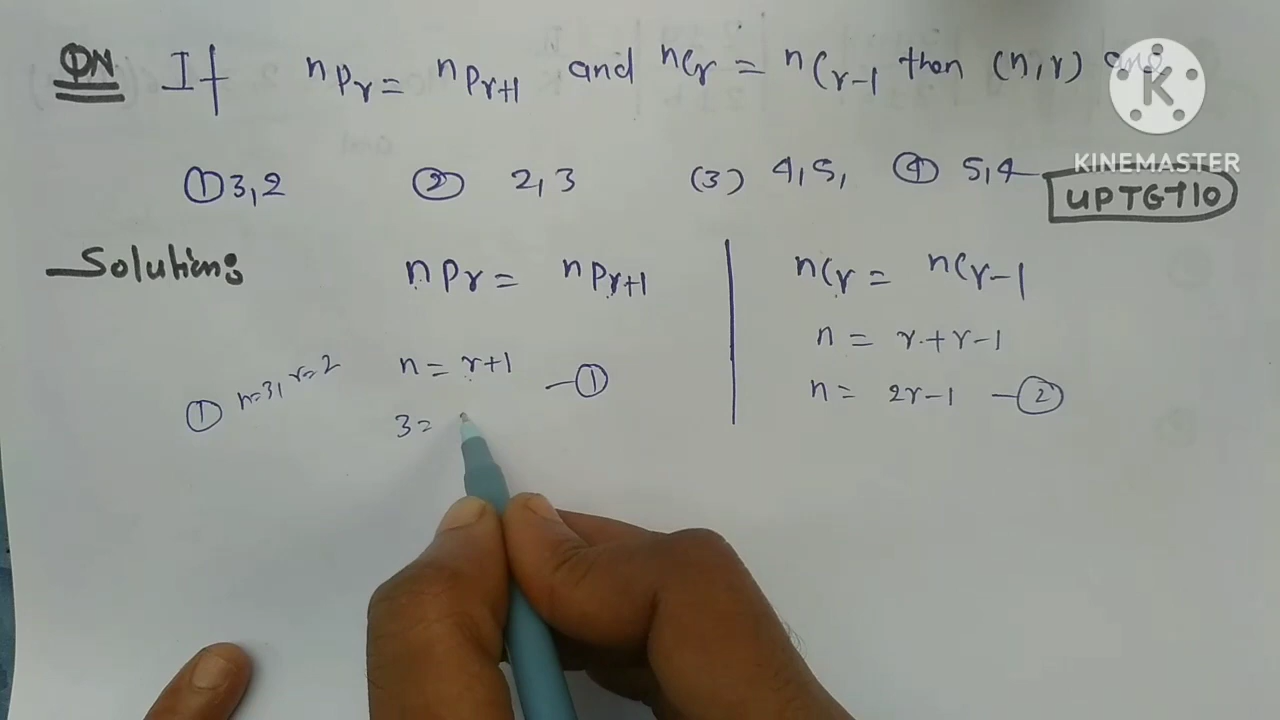 QN If nPr = nPr+1 and nCr = nCr-1 then (n,r) are
K
KINEMASTER
① 3,2 ② 2,3 (3) 4,5, ④ 5,4
UPTGT10
Solution:
nPr = nPr+1
n = r+1 —①
① n=3, r=2
3 =
nCr = nCr-1
n = r+r-1
n = 2r-1 —②